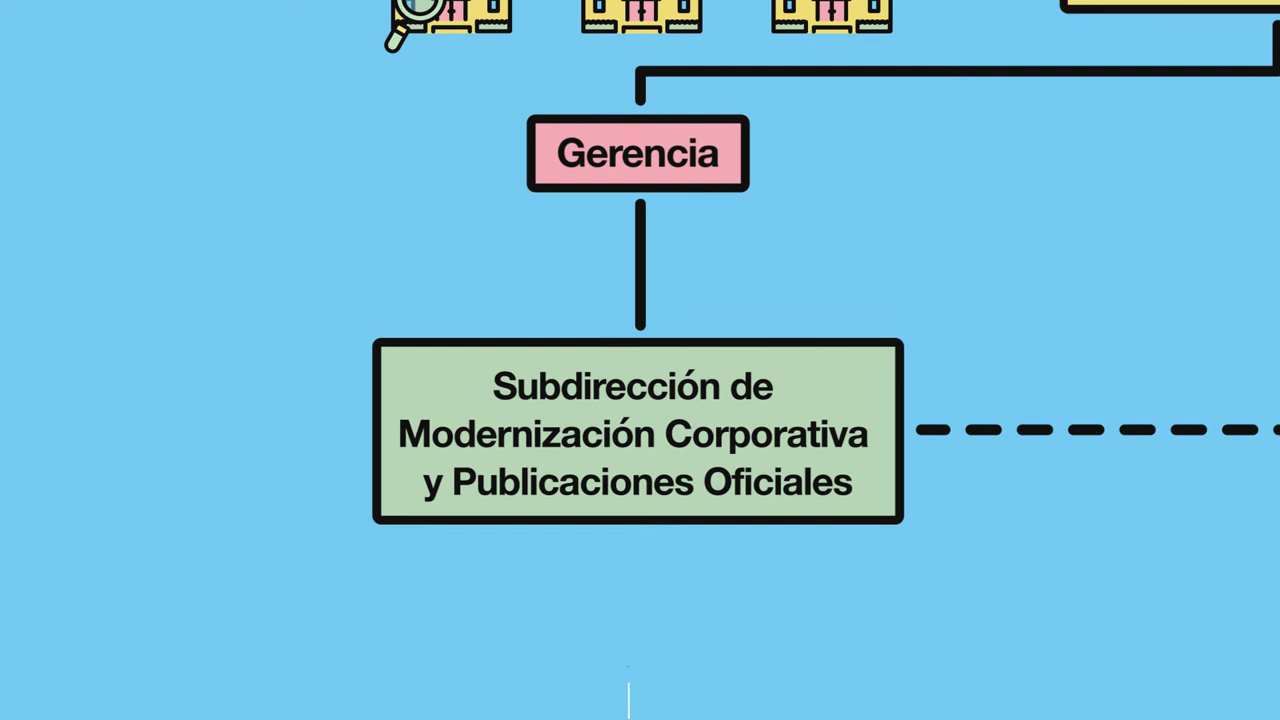 Gerencia
Subdirección de
Modernización Corporativa
y Publicaciones Oficiales